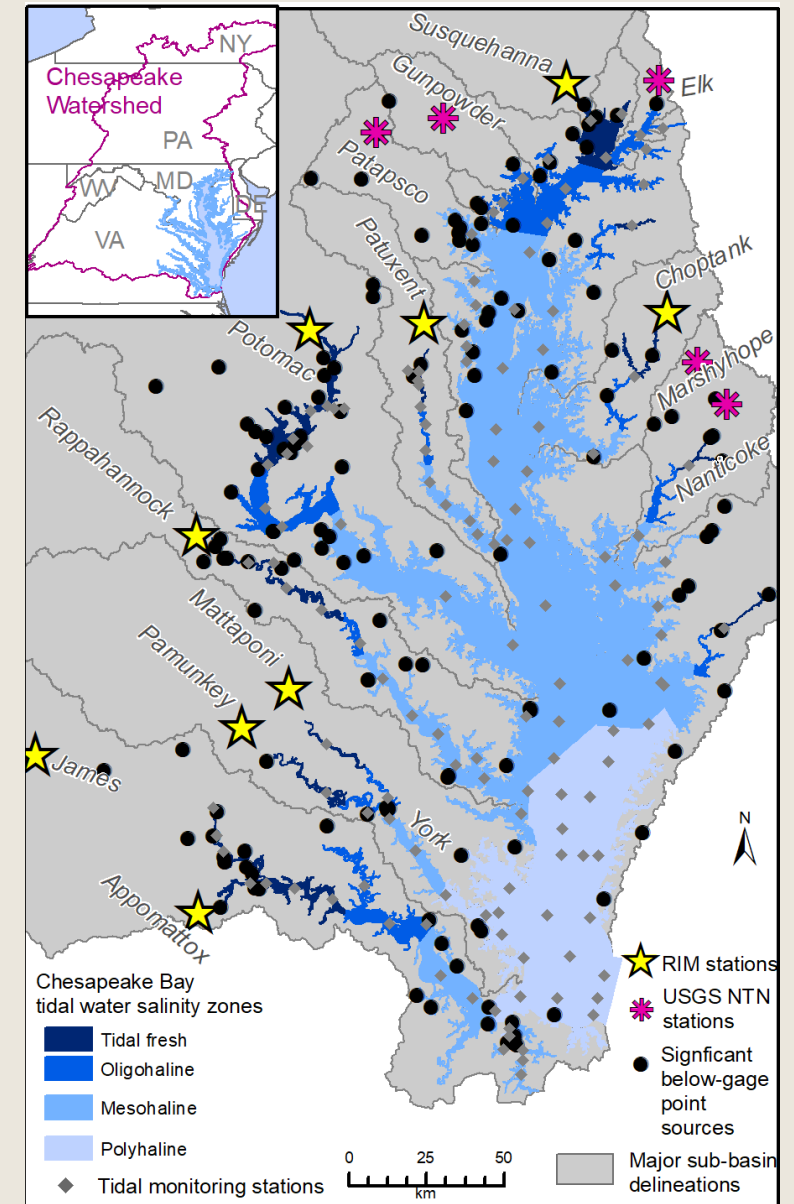 NY
Chesapeake
Watershed
PA
WV
MD
DE
VA
Susquehanna
Gunpowder
Elk
Patapsco
Patuxent
Choptank
Potomac
Marshyhope
Rappahannock
Nanticoke
Mattaponi
Pamunkey
James
York
Appomattox
N
Chesapeake Bay
tidal water salinity zones
Tidal fresh
Oligohaline
Mesohaline
Polyhaline
Tidal monitoring stations
0 25 50
km
RIM stations
USGS NTN
stations
Signficant
below-gage
point
sources
Major sub-basin
delineations